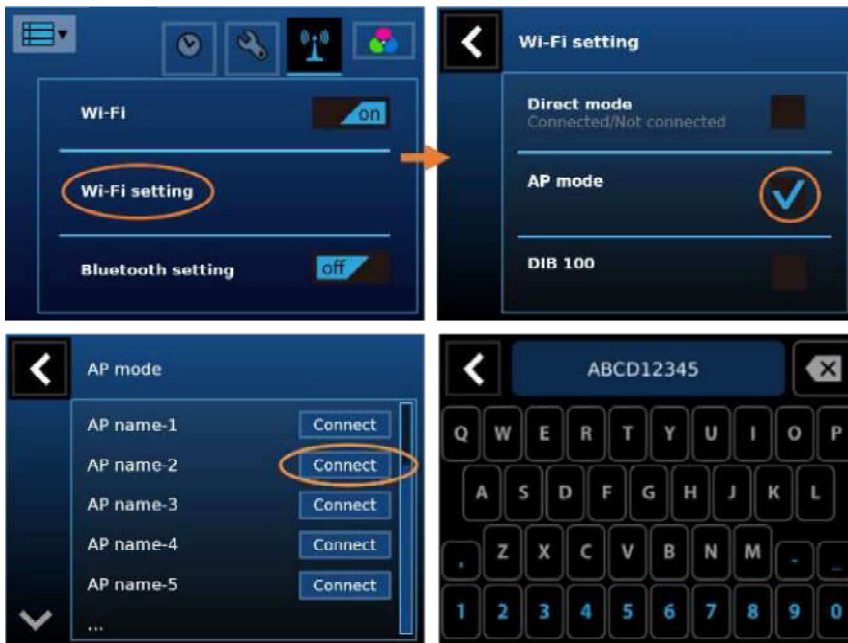 Wi-Fi
on
Wi-Fi setting
Bluetooth setting
off
Wi-Fi setting
Direct mode
Connected/Not connected
AP mode
DIB 100
AP mode
AP name-1 Connect
AP name-2 Connect
AP name-3 Connect
AP name-4 Connect
AP name-5 Connect
...
ABCD12345
Q W E R T Y U I O P
A S D F G H J K L
, Z X C V B N M - _
1 2 3 4 5 6 7 8 9 0